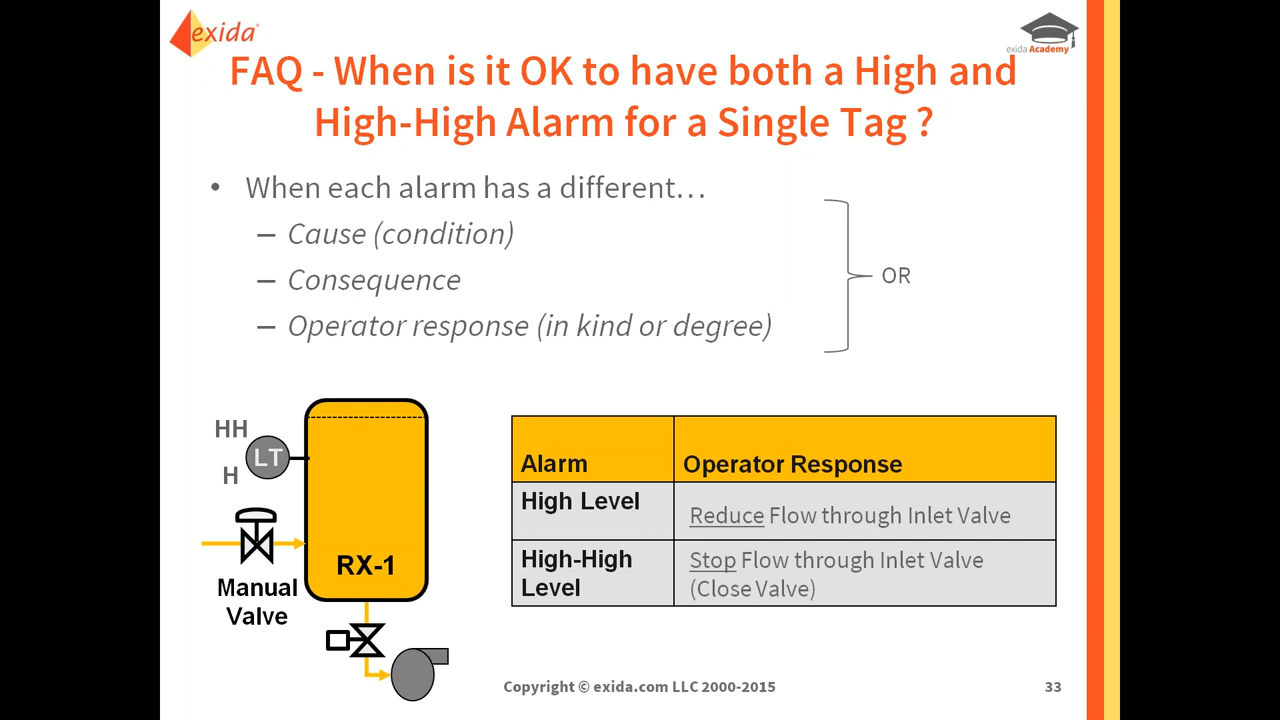 exida
exida Academy
FAQ - When is it OK to have both a High and
High-High Alarm for a Single Tag ?
• When each alarm has a different…
– Cause (condition)
– Consequence
– Operator response (in kind or degree)
OR
HH
LT
H
RX-1
Manual
Valve
Alarm
Operator Response
High Level
Reduce Flow through Inlet Valve
High-High
Level
Stop Flow through Inlet Valve
(Close Valve)
Copyright © exida.com LLC 2000-2015
33